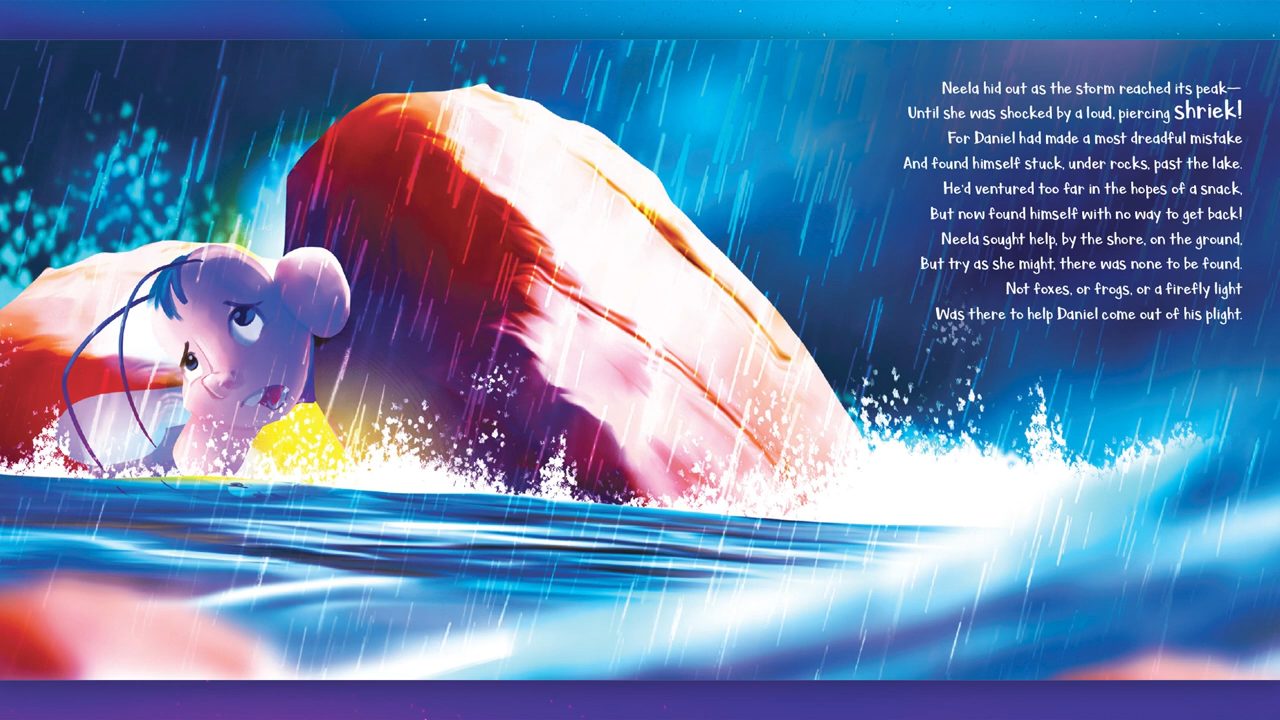 Neela hid out as the storm reached its peak—
Until she was shocked by a loud, piercing shriek!
For Daniel had made a most dreadful mistake
And found himself stuck, under rocks, past the lake.
He'd ventured too far in the hopes of a snack,
But now found himself with no way to get back!
Neela sought help, by the shore, on the ground,
But try as she might, there was none to be found.
Not foxes, or frogs, or a firefly light
Was there to help Daniel come out of his plight.